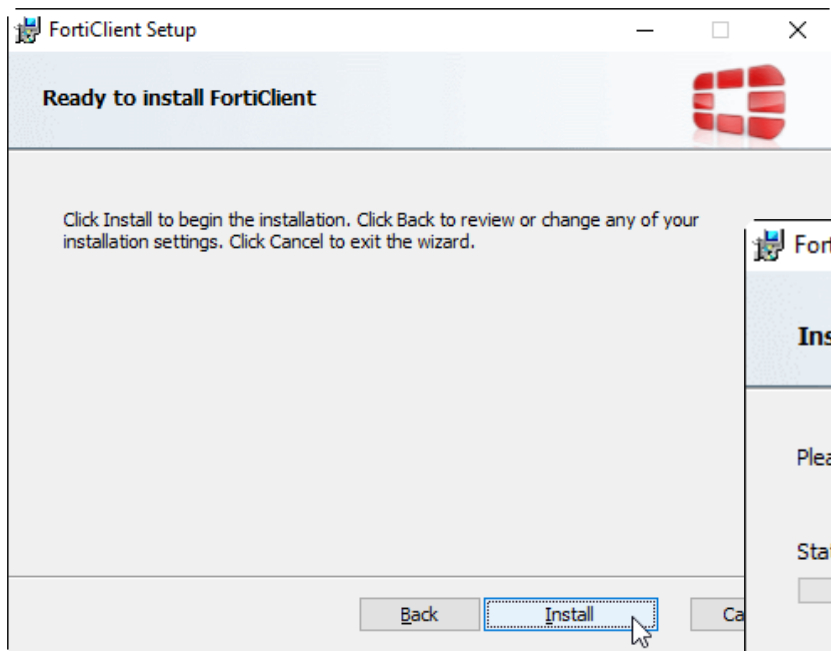 FortiClient Setup
Ready to install FortiClient
Click Install to begin the installation. Click Back to review or change any of your
installation settings. Click Cancel to exit the wizard.
Back
Install